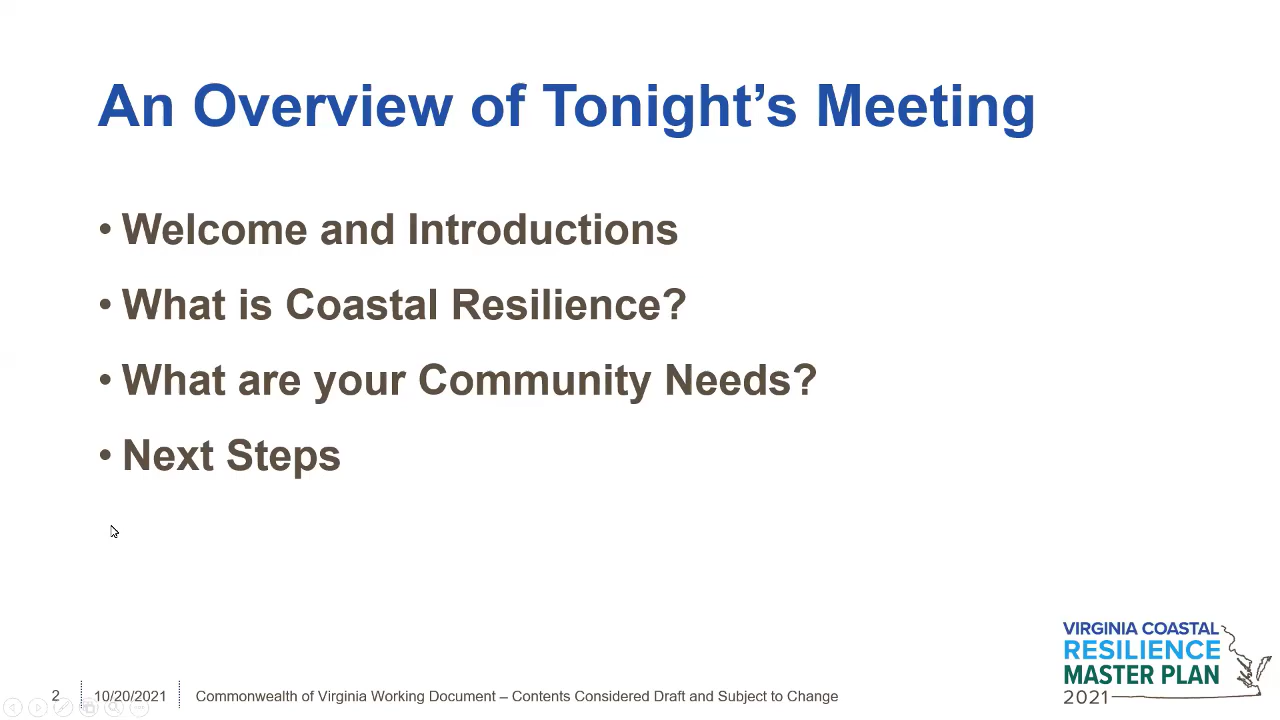 An Overview of Tonight’s Meeting
• Welcome and Introductions
• What is Coastal Resilience?
• What are your Community Needs?
• Next Steps
VIRGINIA COASTAL
RESILIENCE
MASTER PLAN
2021
2 10/20/2021 Commonwealth of Virginia Working Document – Contents Considered Draft and Subject to Change